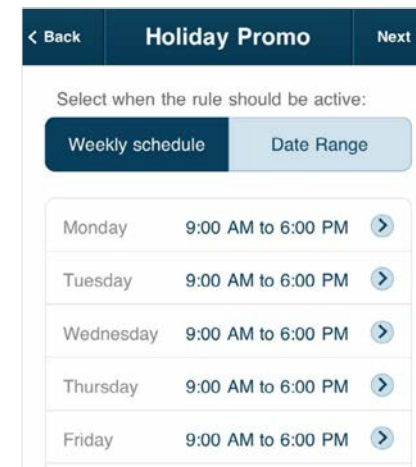 Back Holiday Promo Next
Select when the rule should be active:
Weekly schedule Date Range
Monday 9:00 AM to 6:00 PM
Tuesday 9:00 AM to 6:00 PM
Wednesday 9:00 AM to 6:00 PM
Thursday 9:00 AM to 6:00 PM
Friday 9:00 AM to 6:00 PM